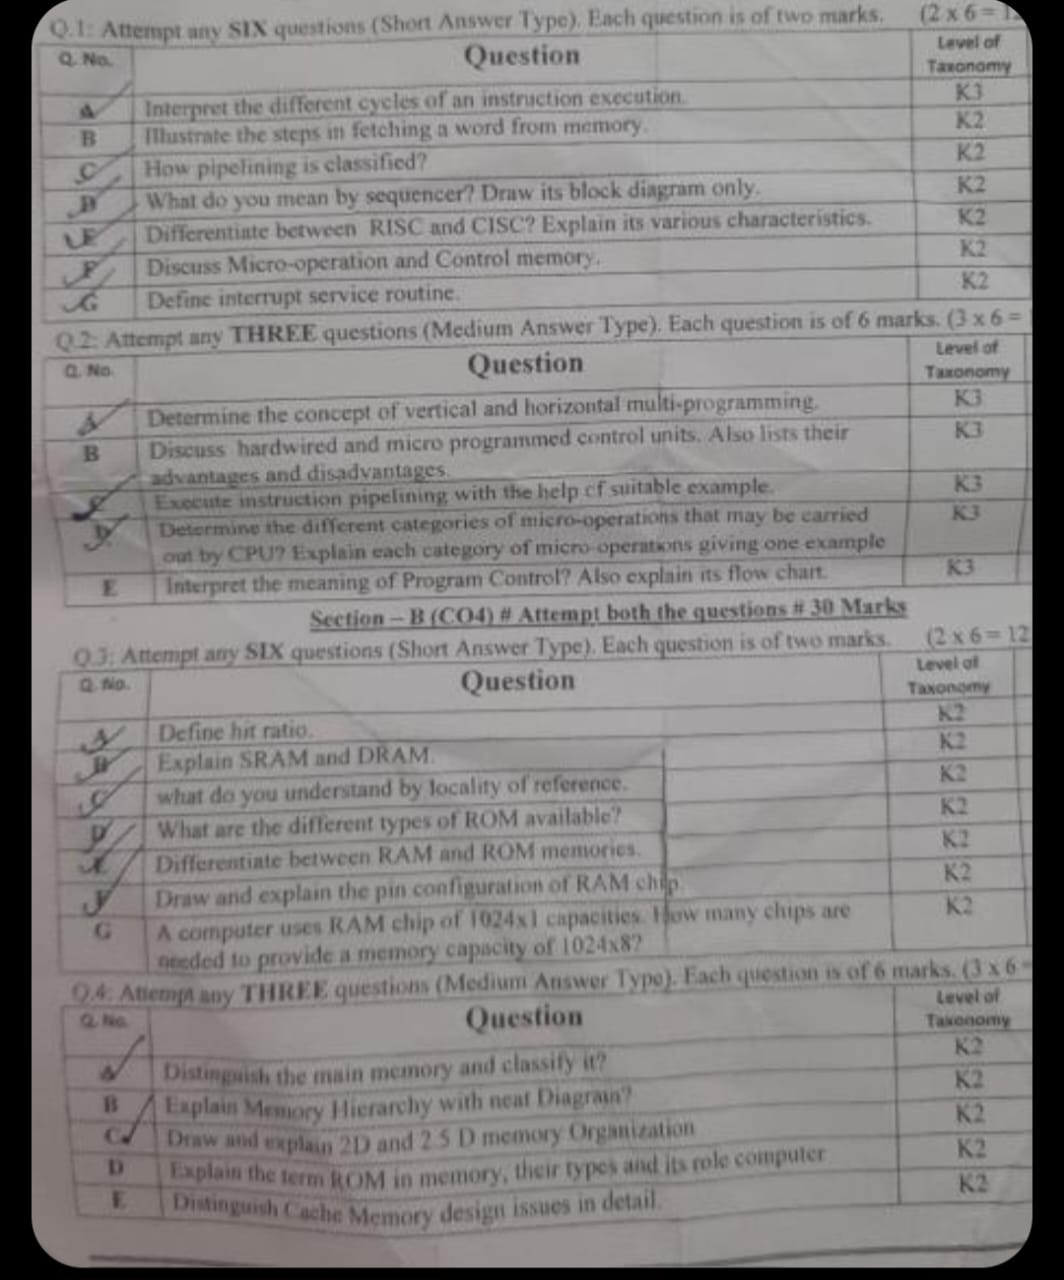 Q.1: Attempt any SIX questions (Short Answer Type). Each question is of two marks. (2 x 6 = 12
Q. No. Question Level of Taxonomy
A Interpret the different cycles of an instruction execution. K3
B Illustrate the steps in fetching a word from memory. K2
C How pipelining is classified? K2
D What do you mean by sequencer? Draw its block diagram only. K2
E Differentiate between RISC and CISC? Explain its various characteristics. K2
F Discuss Micro-operation and Control memory. K2
G Define interrupt service routine. K2
Q.2: Attempt any THREE questions (Medium Answer Type). Each question is of 6 marks. (3 x 6 =
Q. No. Question Level of Taxonomy
A Determine the concept of vertical and horizontal multi-programming. K3
B Discuss hardwired and micro programmed control units. Also lists their K3
advantages and disadvantages.
C Execute instruction pipelining with the help of suitable example. K3
D Determine the different categories of micro-operations that may be carried K3
out by CPU? Explain each category of micro-operations giving one example
E Interpret the meaning of Program Control? Also explain its flow chart. K3
Section – B (CO4) # Attempt both the questions # 30 Marks
Q.3: Attempt any SIX questions (Short Answer Type). Each question is of two marks. (2 x 6 = 12
Q. No. Question Level of Taxonomy
A Define hit ratio. K2
B Explain SRAM and DRAM. K2
C what do you understand by locality of reference. K2
D What are the different types of ROM available? K2
E Differentiate between RAM and ROM memories. K2
F Draw and explain the pin configuration of RAM chip. K2
G A computer uses RAM chip of 1024x1 capacities. How many chips are K2
needed to provide a memory capacity of 1024x8?
Q.4: Attempt any THREE questions (Medium Answer Type). Each question is of 6 marks. (3 x 6 =
Q. No. Question Level of Taxonomy
A Distinguish the main memory and classify it? K2
B Explain Memory Hierarchy with neat Diagram? K2
C Draw and explain 2D and 2.5 D memory Organization K2
D Explain the term ROM in memory, their types and its role computer K2
E Distinguish Cache Memory design issues in detail. K2